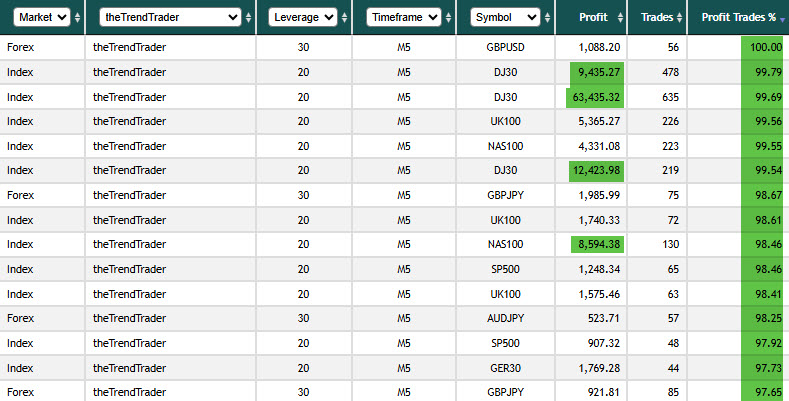 Market theTrendTrader Leverage Timeframe Symbol Profit Trades Profit Trades %
Forex theTrendTrader 30 M5 GBPUSD 1,088.20 56 100.00
Index theTrendTrader 20 M5 DJ30 9,435.27 478 99.79
Index theTrendTrader 20 M5 DJ30 63,435.32 635 99.69
Index theTrendTrader 20 M5 UK100 5,365.27 226 99.56
Index theTrendTrader 20 M5 NAS100 4,331.08 223 99.55
Index theTrendTrader 20 M5 DJ30 12,423.98 219 99.54
Forex theTrendTrader 30 M5 GBPJPY 1,985.99 75 98.67
Index theTrendTrader 20 M5 UK100 1,740.33 72 98.61
Index theTrendTrader 20 M5 NAS100 8,594.38 130 98.46
Index theTrendTrader 20 M5 SP500 1,248.34 65 98.46
Index theTrendTrader 20 M5 UK100 1,575.46 63 98.41
Forex theTrendTrader 30 M5 AUDJPY 523.71 57 98.25
Index theTrendTrader 20 M5 SP500 907.32 48 97.92
Index theTrendTrader 20 M5 GER30 1,769.28 44 97.73
Forex theTrendTrader 30 M5 GBPJPY 921.81 85 97.65